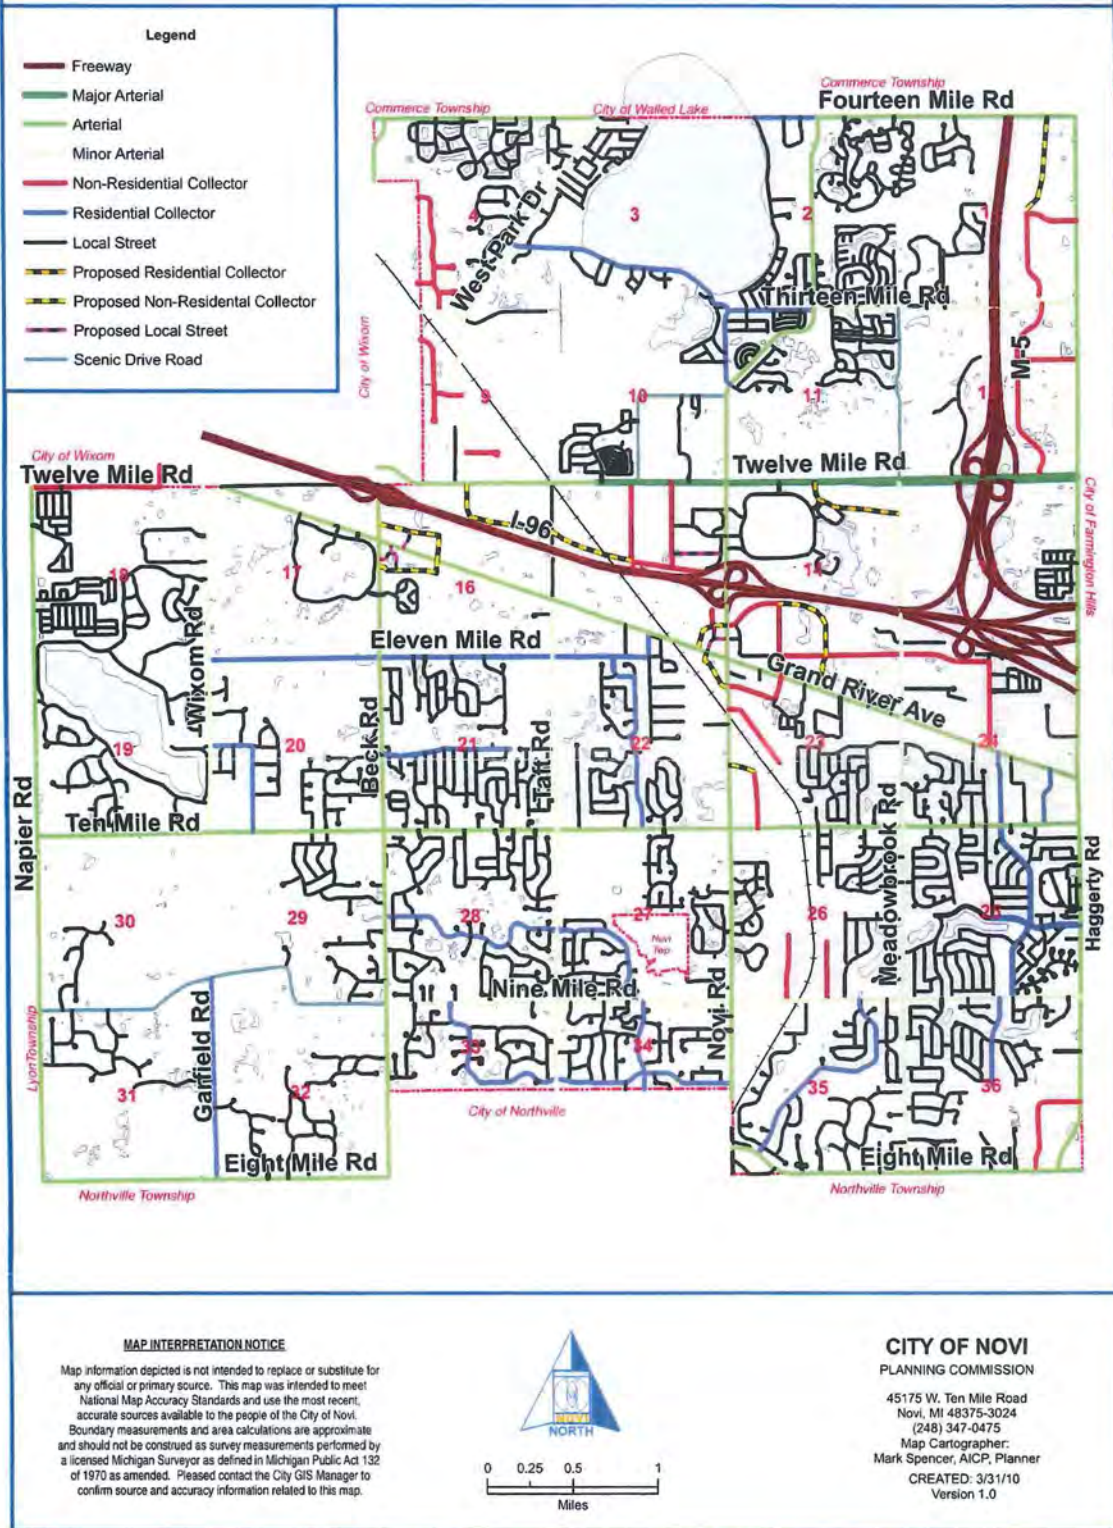 Legend
Freeway
Major Arterial
Arterial
Minor Arterial
Non-Residential Collector
Residential Collector
Local Street
Proposed Residential Collector
Proposed Non-Residental Collector
Proposed Local Street
Scenic Drive Road
Commerce Township
City of Walled Lake
Commerce Township
Fourteen Mile Rd
4
3
2
1
West Park Dr
Thirteen Mile Rd
City of Wixom
M-5
9
10
11
1
City of Wixom
Twelve Mile Rd
Twelve Mile Rd
City of Farmington Hills
I-96
18
17
16
14
Eleven Mile Rd
Wixom Rd
Grand River Ave
Beck Rd
Taft Rd
19
20
21
22
23
24
Napier Rd
Ten Mile Rd
Meadowbrook Rd
Haggerty Rd
30
29
28
27
26
25
Novi
Twp
Nine Mile Rd
Novi Rd
Lyon Township
Garfield Rd
31
32
33
34
35
36
City of Northville
Eight Mile Rd
Eight Mile Rd
Northville Township
Northville Township
MAP INTERPRETATION NOTICE
Map information depicted is not intended to replace or substitute for
any official or primary source. This map was intended to meet
National Map Accuracy Standards and use the most recent,
accurate sources available to the people of the City of Novi.
Boundary measurements and area calculations are approximate
and should not be construed as survey measurements performed by
a licensed Michigan Surveyor as defined in Michigan Public Act 132
of 1970 as amended. Pleased contact the City GIS Manager to
confirm source and accuracy information related to this map.
NOVI
NORTH
0 0.25 0.5 1
Miles
CITY OF NOVI
PLANNING COMMISSION
45175 W. Ten Mile Road
Novi, MI 48375-3024
(248) 347-0475
Map Cartographer:
Mark Spencer, AICP, Planner
CREATED: 3/31/10
Version 1.0